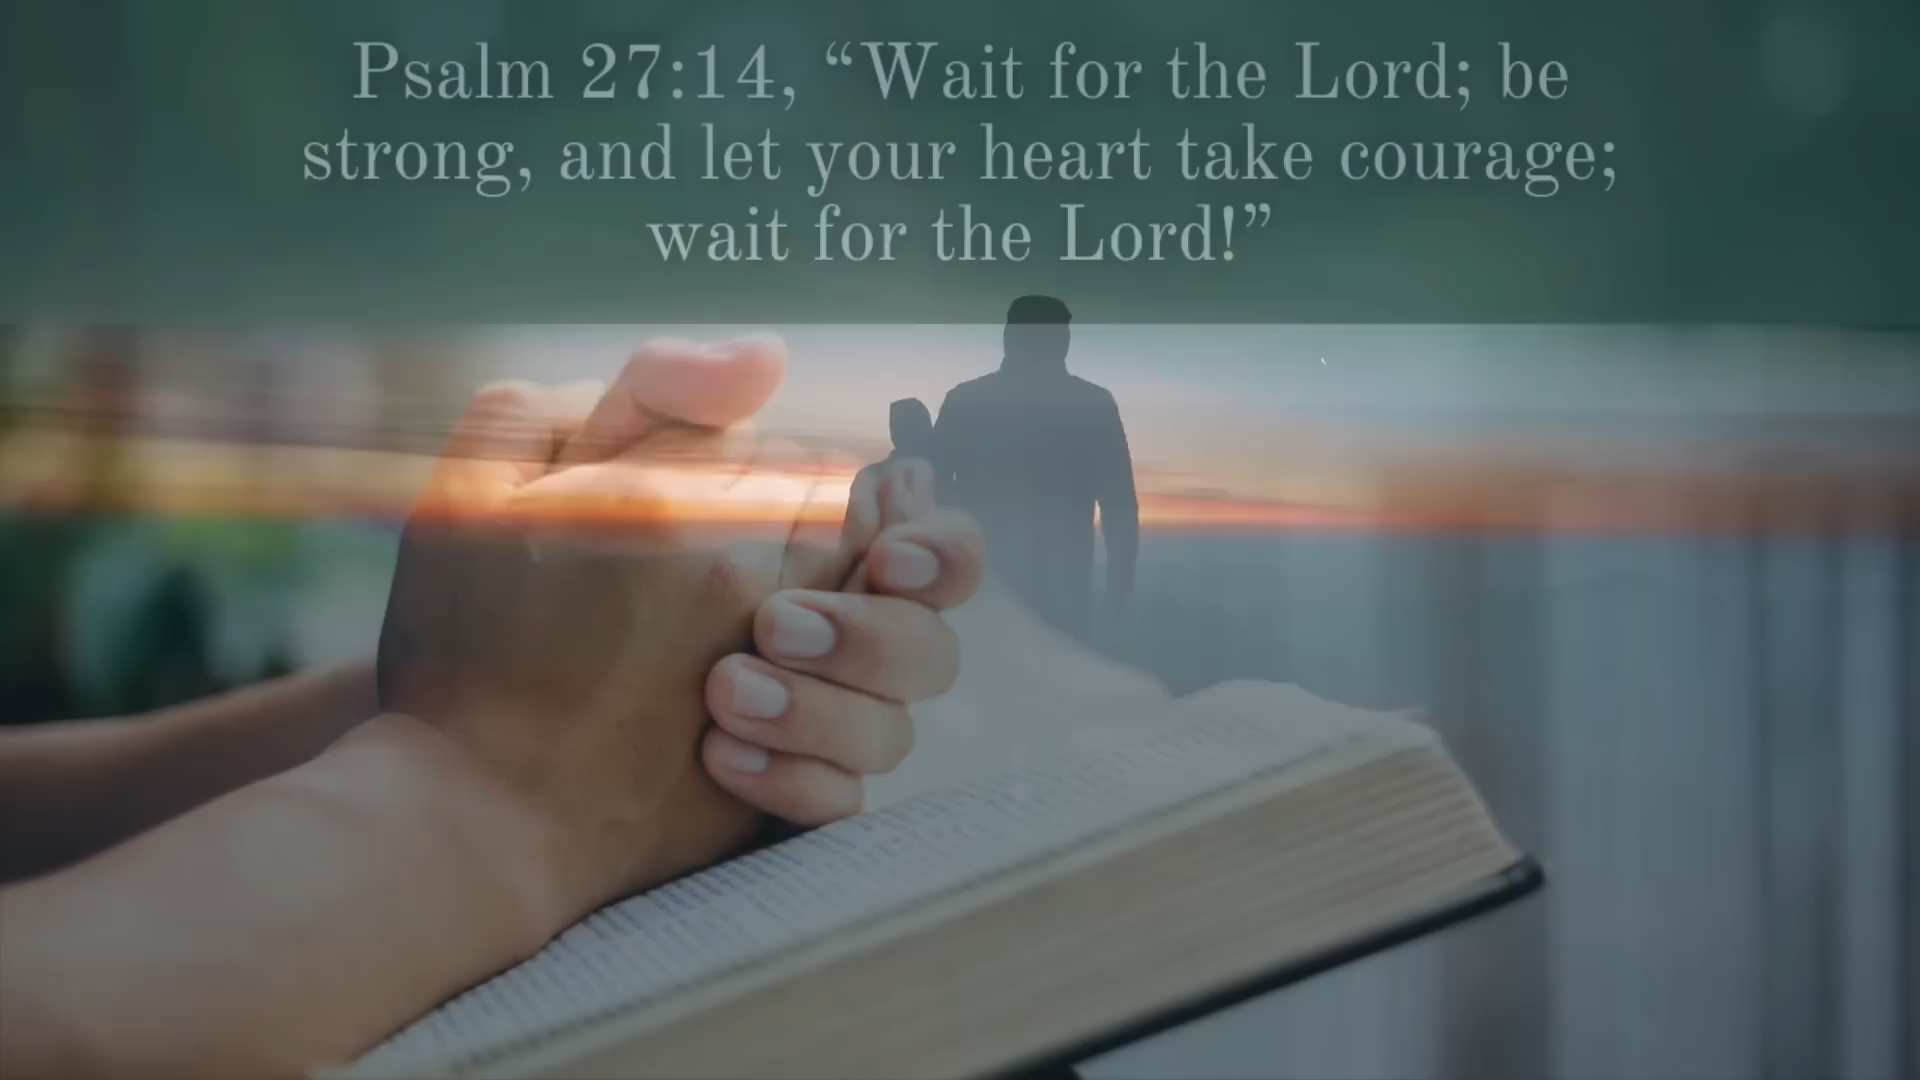 Psalm 27:14, “Wait for the Lord; be
strong, and let your heart take courage;
wait for the Lord!”